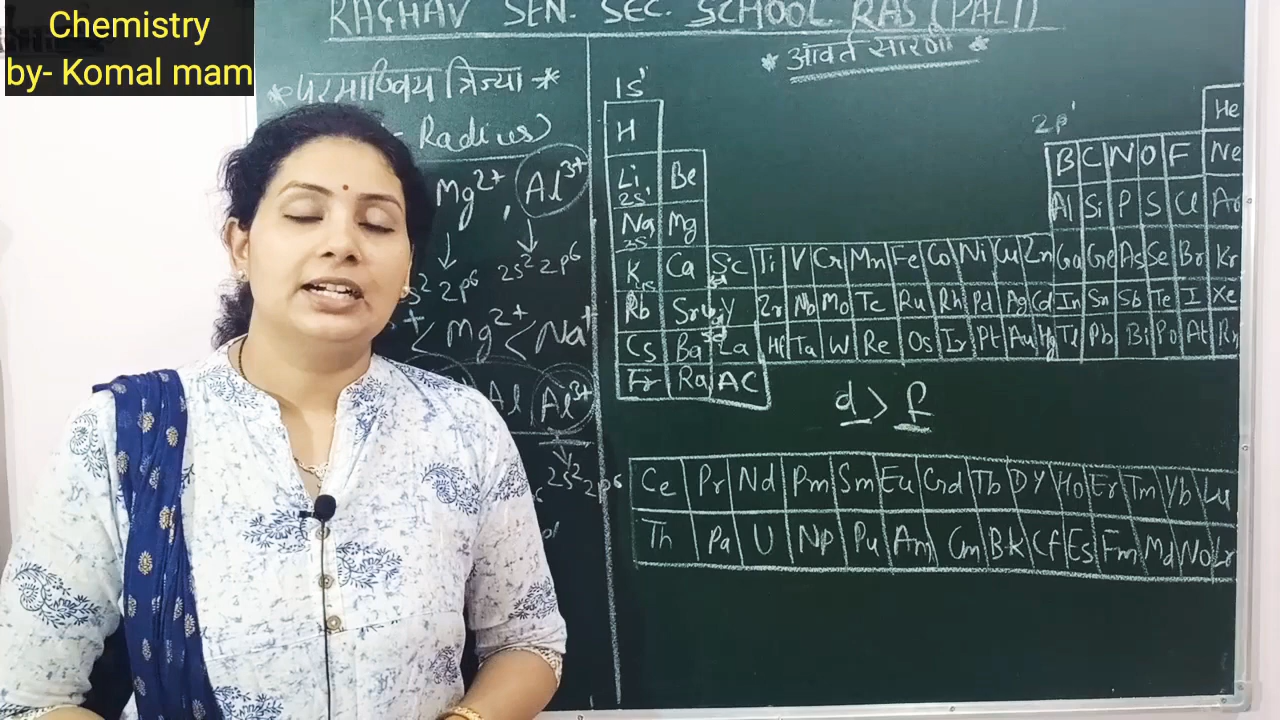 Chemistry
by- Komal mam
RAGHAV SEN. SEC. SCHOOL RAS (PALI)
* परमाण्विय त्रिज्या *
Radius)
Mg²⁺, Al³⁺
2p⁶ 2s² 2p⁶
< Mg²⁺ < Na⁺
Al Al³⁺
2s² 2p⁶
* आवर्त सारणी *
1s¹
H He
2p¹
Li Be B C N O F Ne
2s¹
Na Mg Al Si P S Cl Ar
3s¹
K Ca Sc Ti V Cr Mn Fe Co Ni Cu Zn Ga Ge As Se Br Kr
Rb Sr Y Zr Nb Mo Tc Ru Rh Pd Ag Cd In Sn Sb Te I Xe
Cs Ba La Hf Ta W Re Os Ir Pt Au Hg Tl Pb Bi Po At Rn
Fr Ra AC
d > f
Ce Pr Nd Pm Sm Eu Gd Tb DY Ho Er Tm Yb Lu
Th Pa U NP Pu Am Cm B.K Cf Es Fm Md No Lr